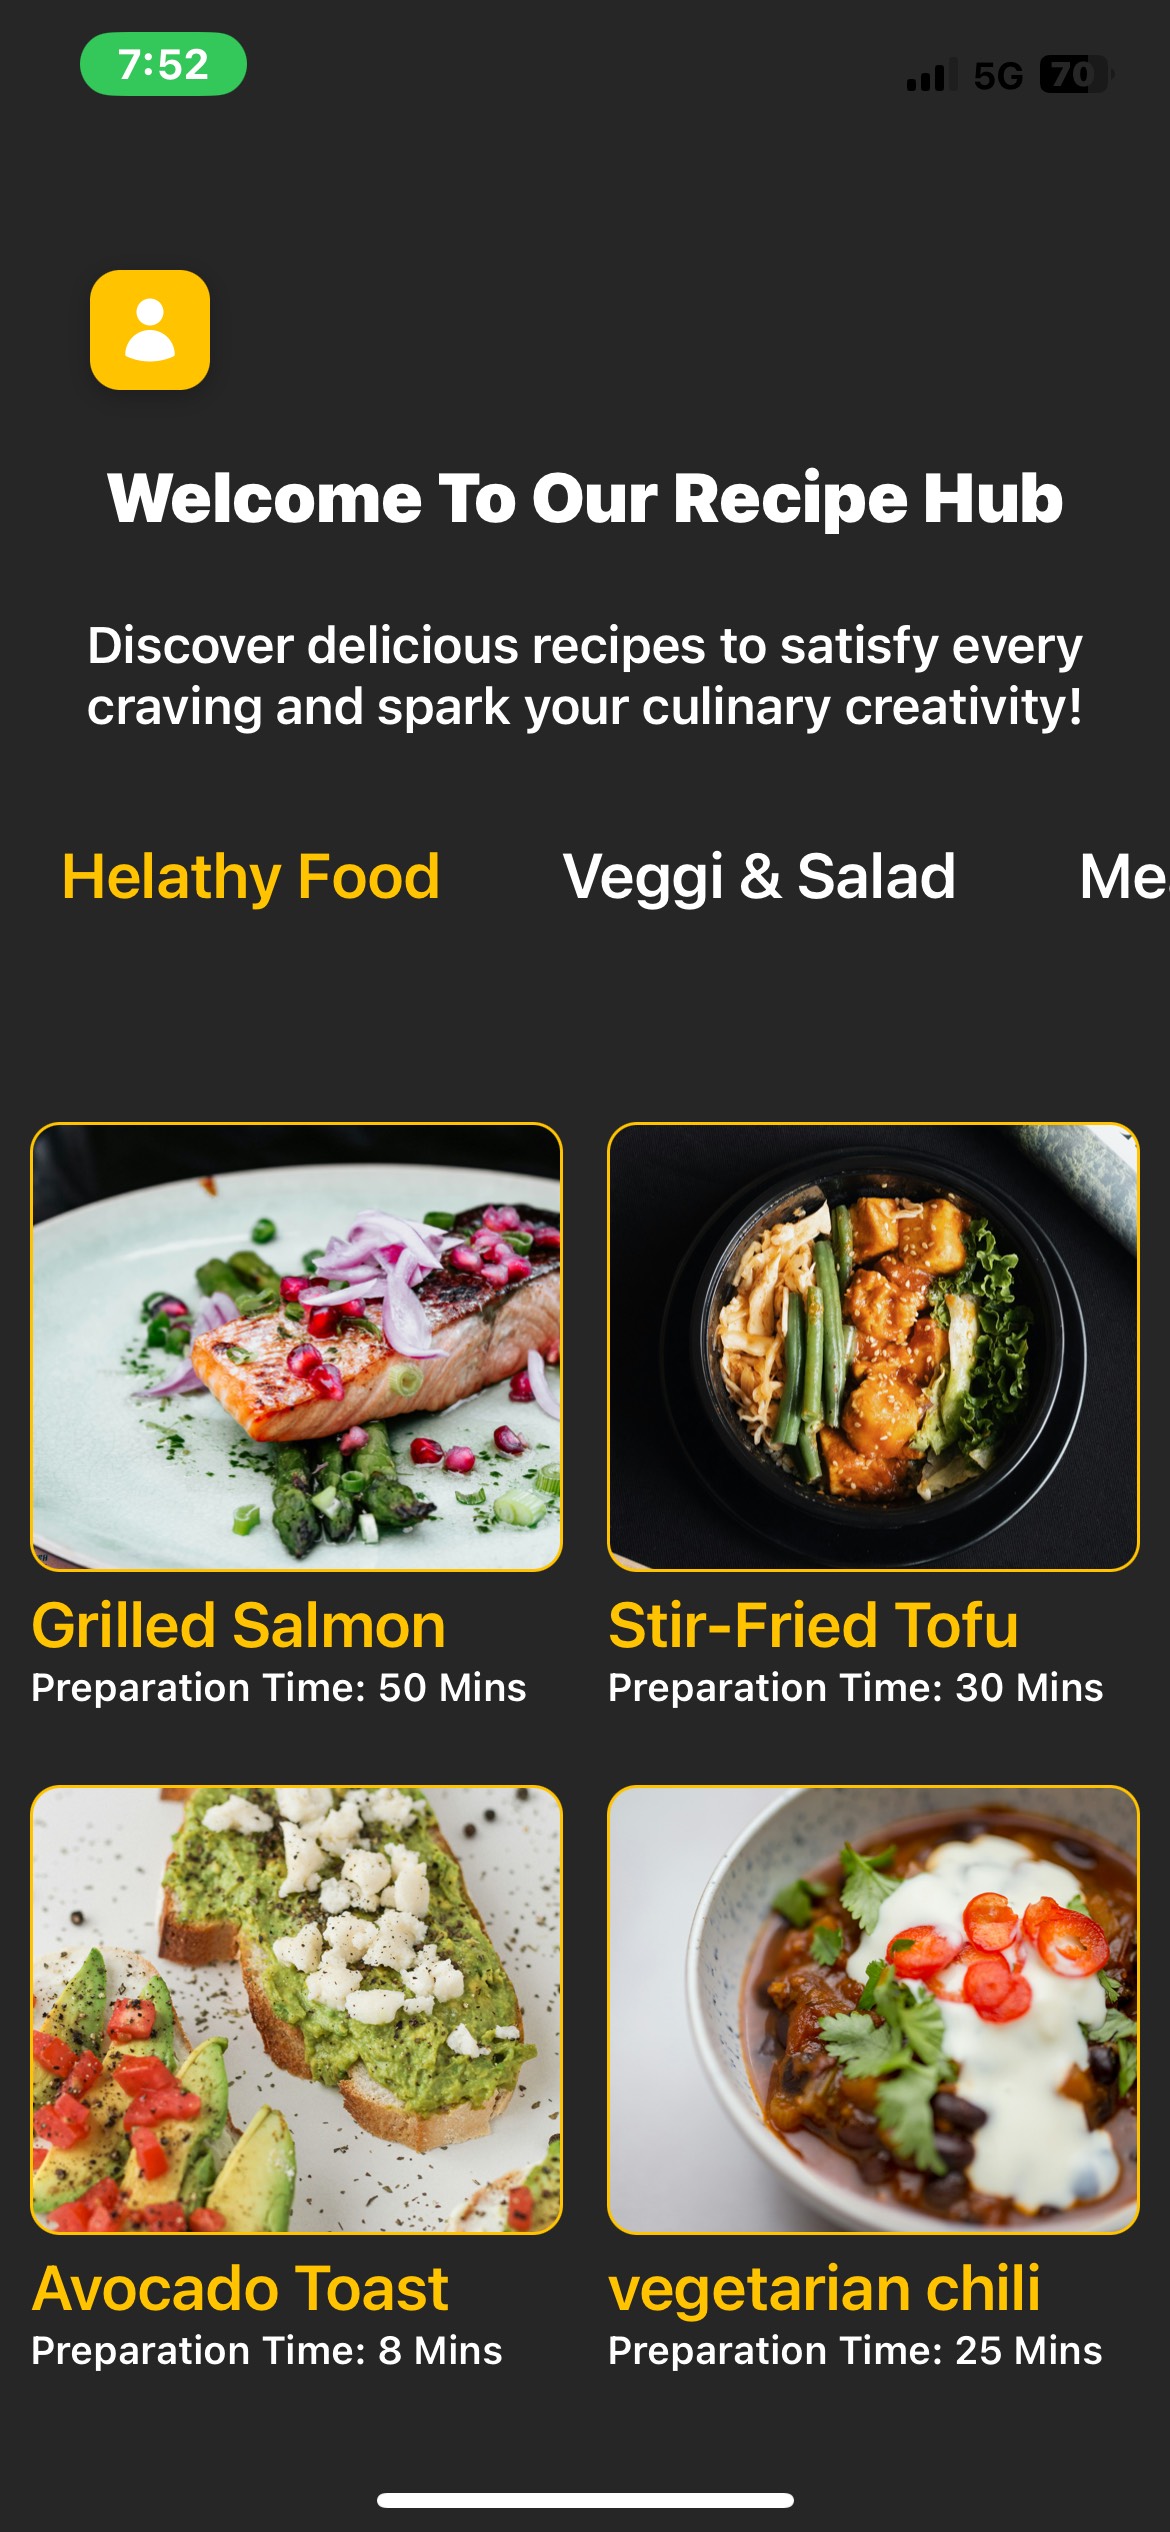 7:52
5G
70
Welcome To Our Recipe Hub
Discover delicious recipes to satisfy every
craving and spark your culinary creativity!
Helathy Food
Veggi & Salad
Grilled Salmon
Preparation Time: 50 Mins
Stir-Fried Tofu
Preparation Time: 30 Mins
Avocado Toast
Preparation Time: 8 Mins
vegetarian chili
Preparation Time: 25 Mins